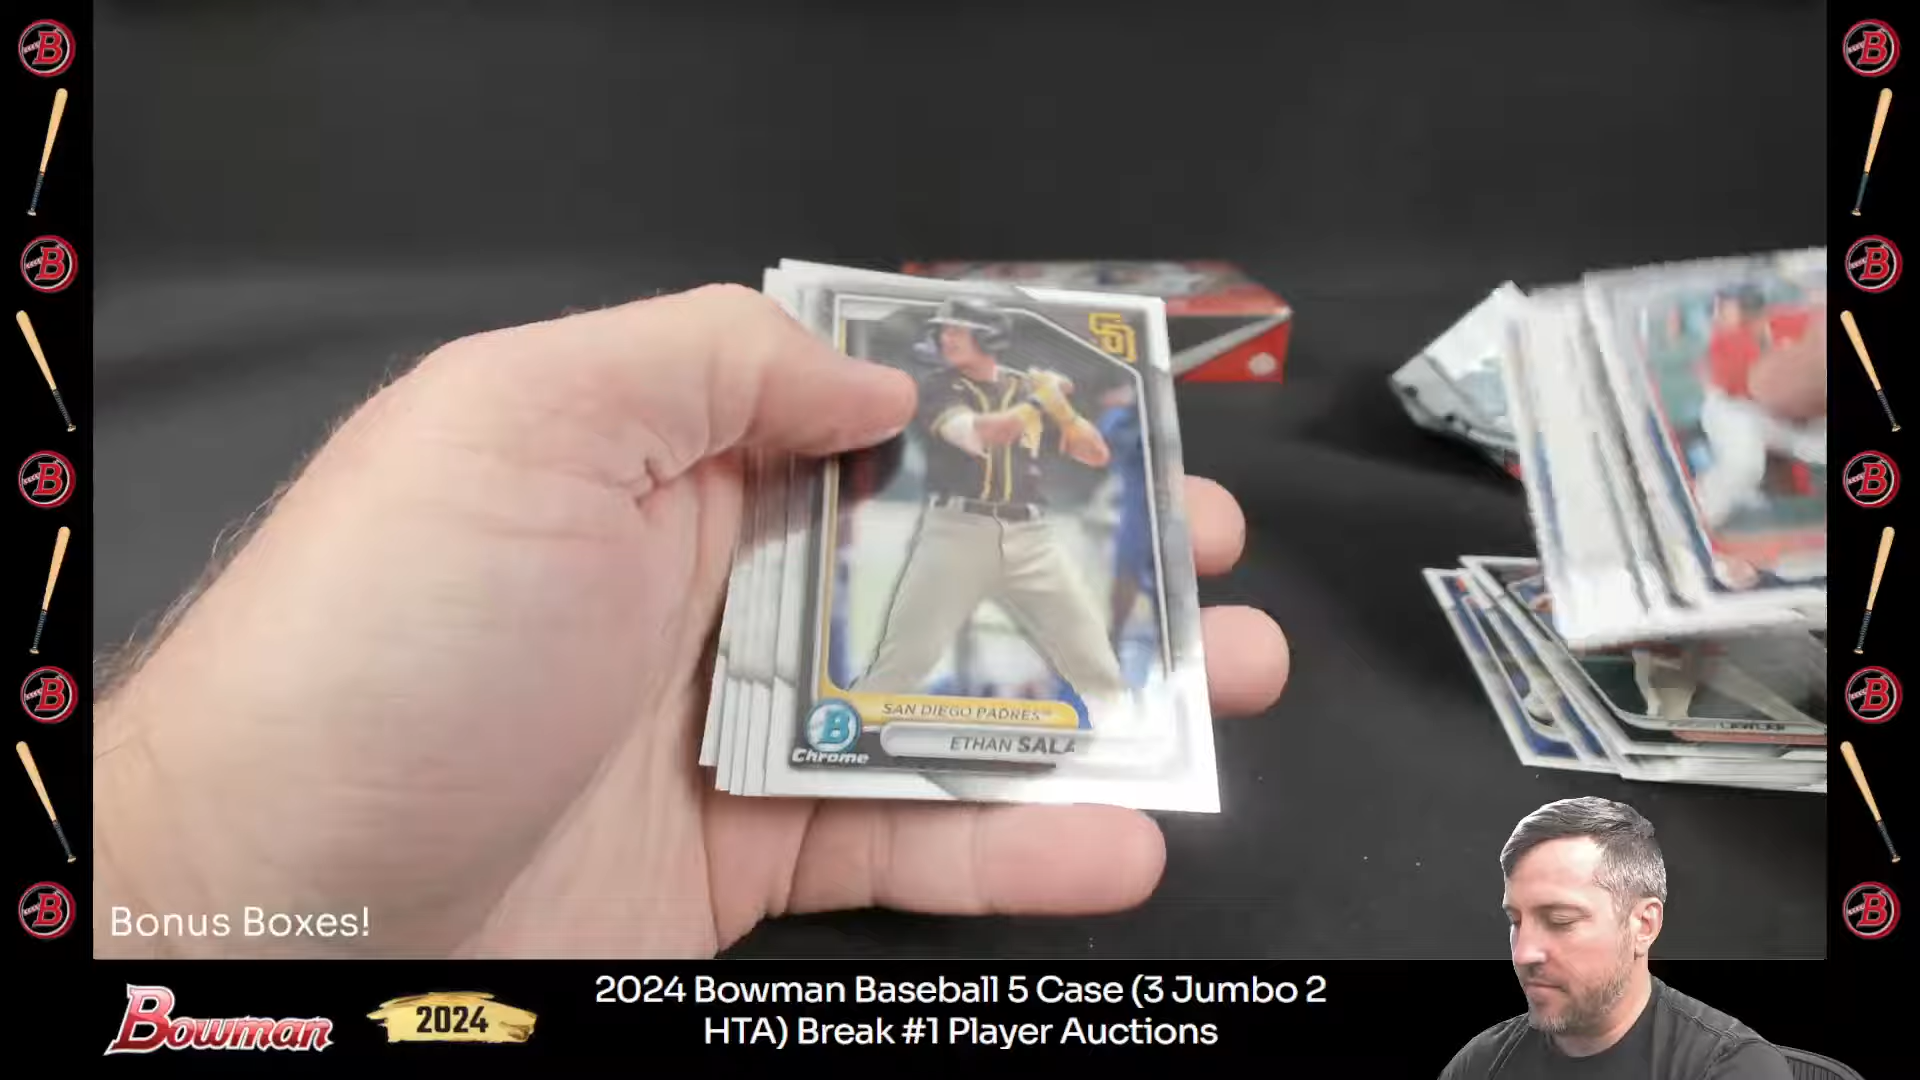 SAN DIEGO PADRES
ETHAN SALA
B
Chrome
Bonus Boxes!
Bowman
2024
2024 Bowman Baseball 5 Case (3 Jumbo 2
HTA) Break #1 Player Auctions